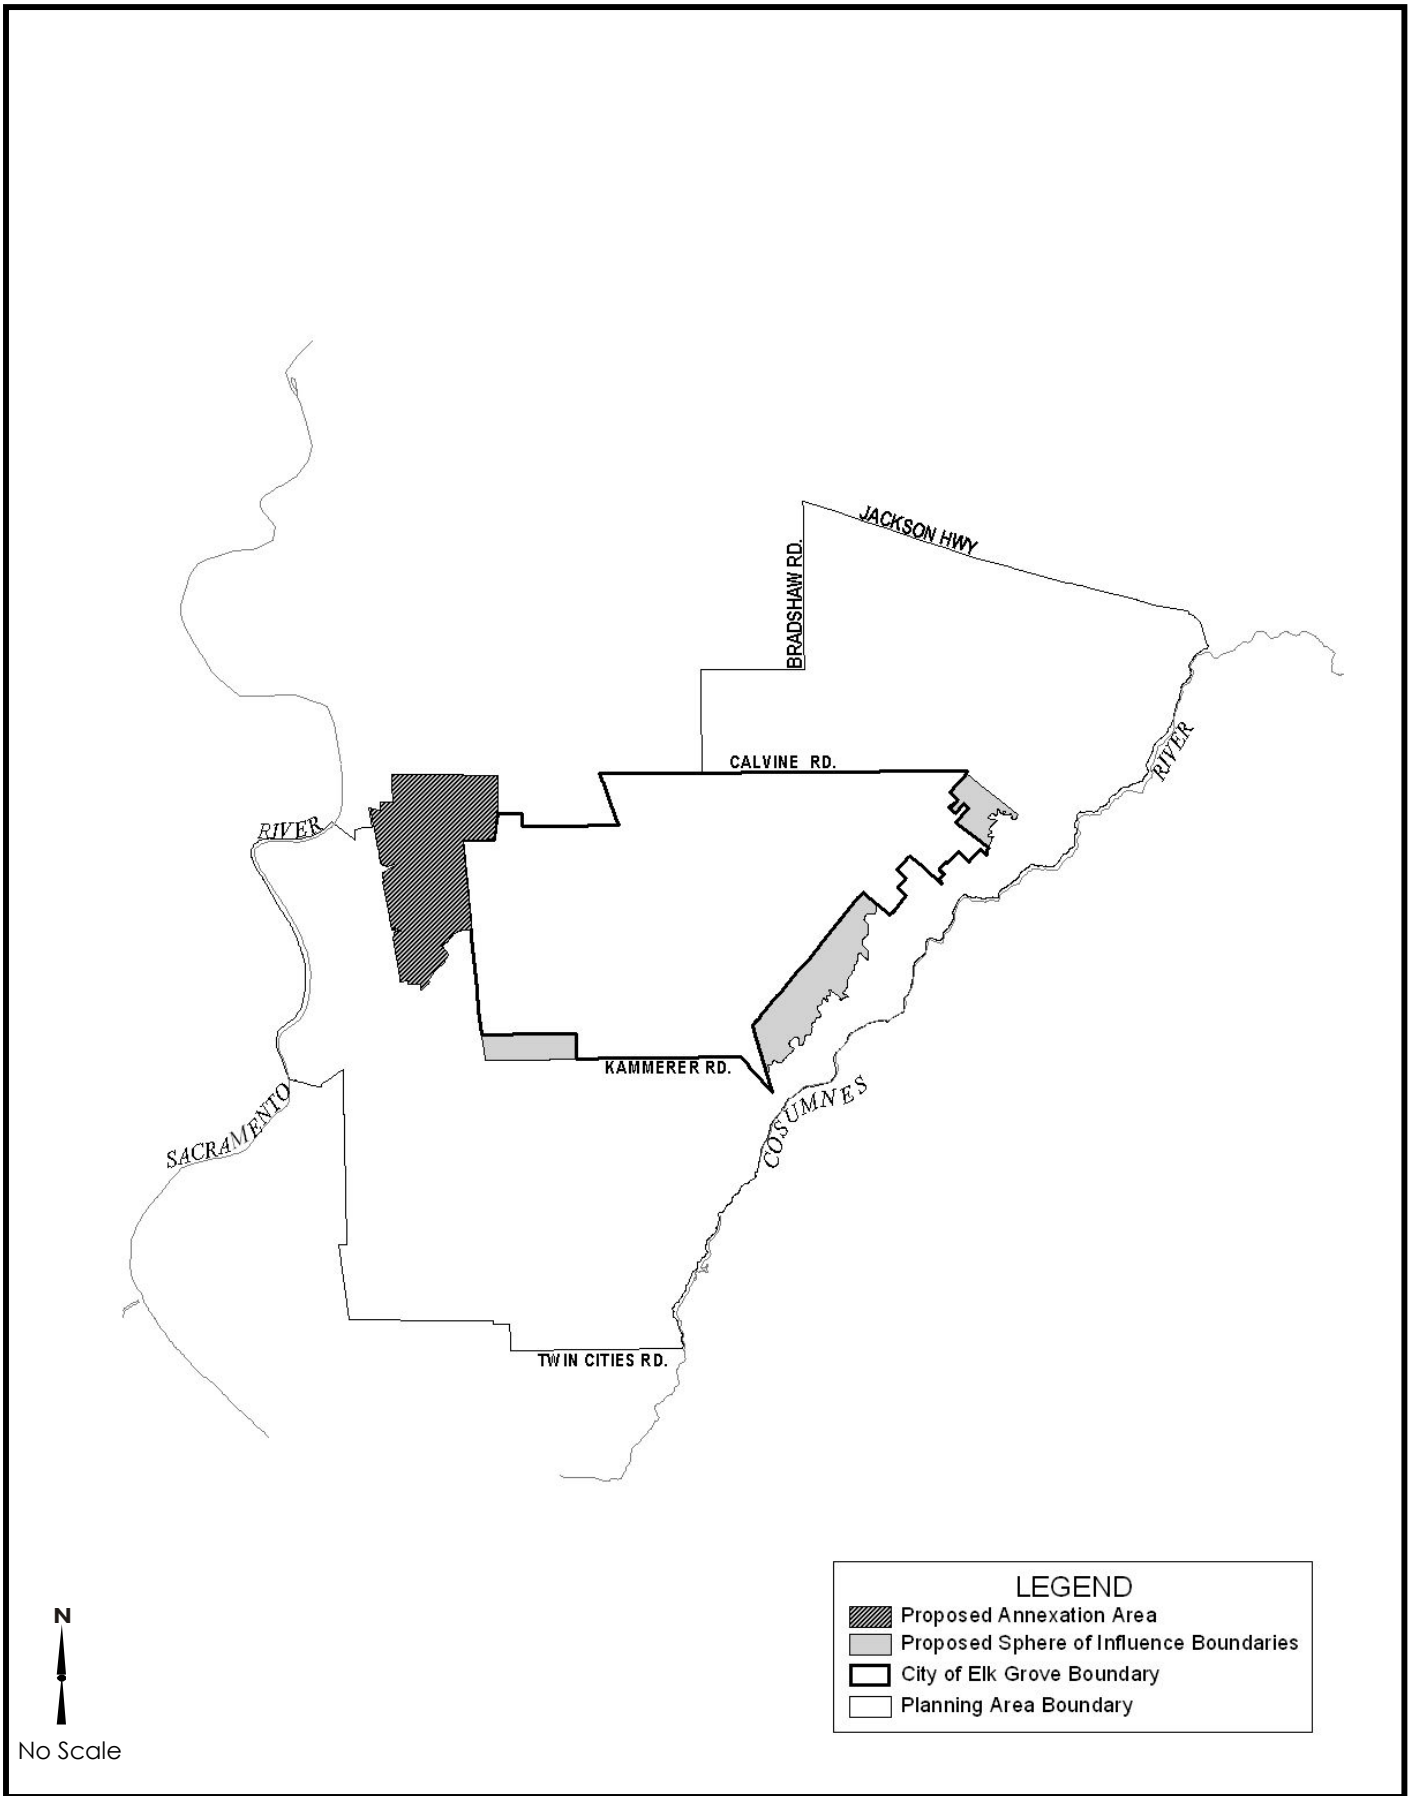 JACKSON HWY
BRADSHAW RD.
RIVER
CALVINE RD.
RIVER
KAMMERER RD.
COSUMNES
SACRAMENTO
TWIN CITIES RD.
LEGEND
Proposed Annexation Area
Proposed Sphere of Influence Boundaries
City of Elk Grove Boundary
Planning Area Boundary
N
No Scale